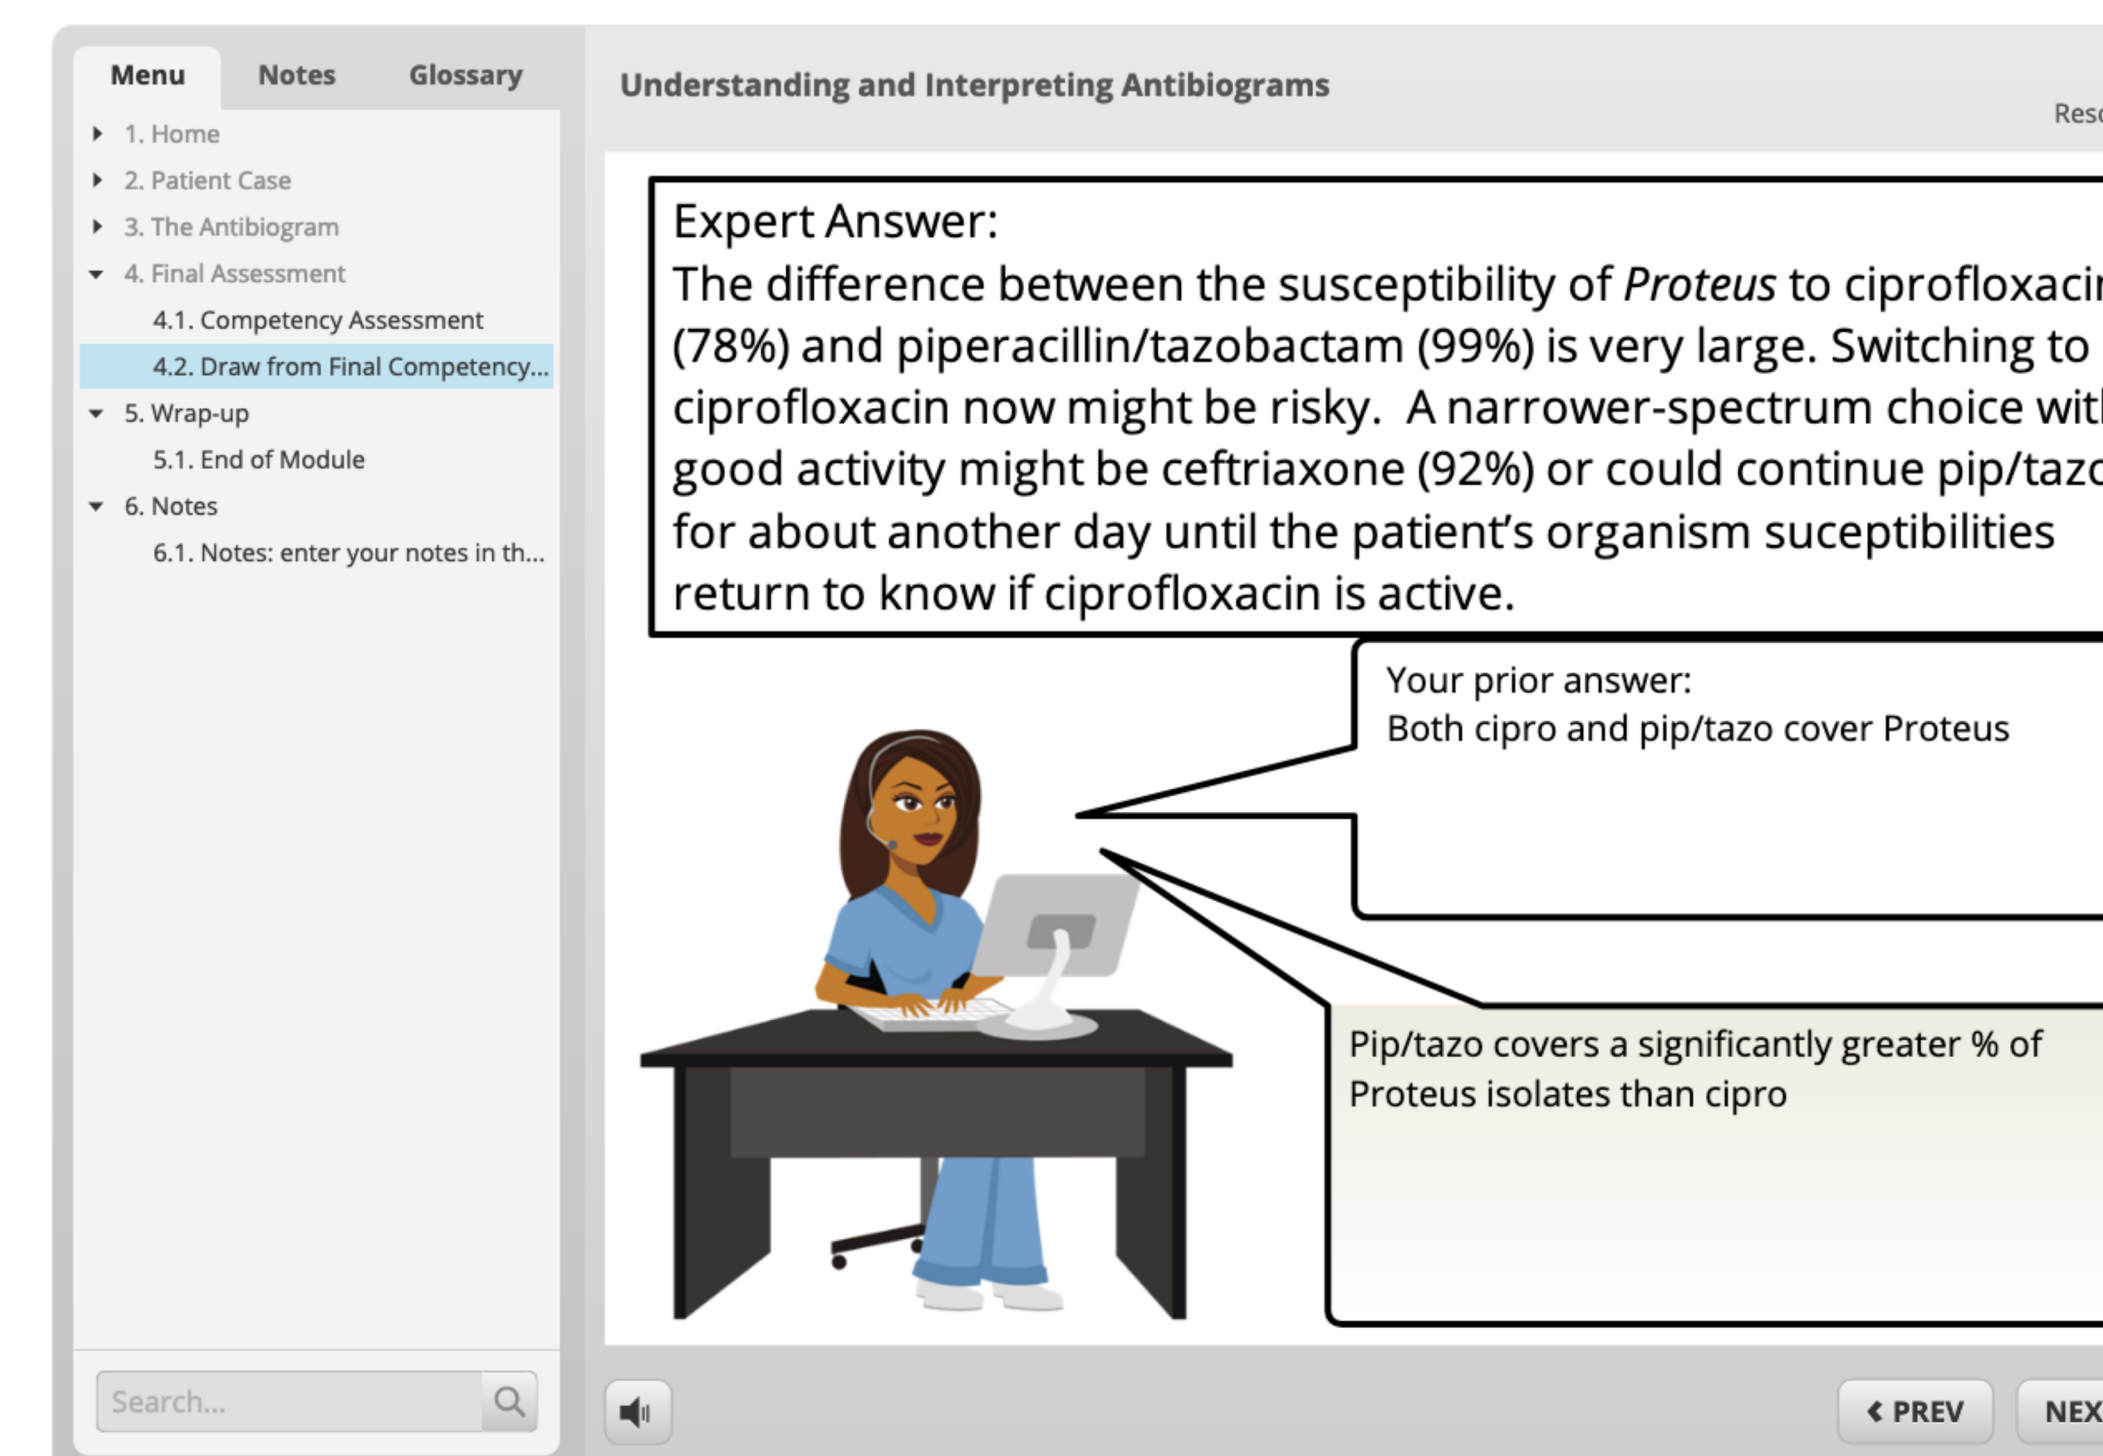 Menu Notes Glossary
1. Home
2. Patient Case
3. The Antibiogram
4. Final Assessment
4.1. Competency Assessment
4.2. Draw from Final Competency...
5. Wrap-up
5.1. End of Module
6. Notes
6.1. Notes: enter your notes in th...
Search...
Understanding and Interpreting Antibiograms
Reso
Expert Answer:
The difference between the susceptibility of Proteus to ciprofloxacin
(78%) and piperacillin/tazobactam (99%) is very large. Switching to
ciprofloxacin now might be risky. A narrower-spectrum choice with
good activity might be ceftriaxone (92%) or could continue pip/tazo
for about another day until the patient's organism suceptibilities
return to know if ciprofloxacin is active.
Your prior answer:
Both cipro and pip/tazo cover Proteus
Pip/tazo covers a significantly greater % of
Proteus isolates than cipro
PREV
NEX